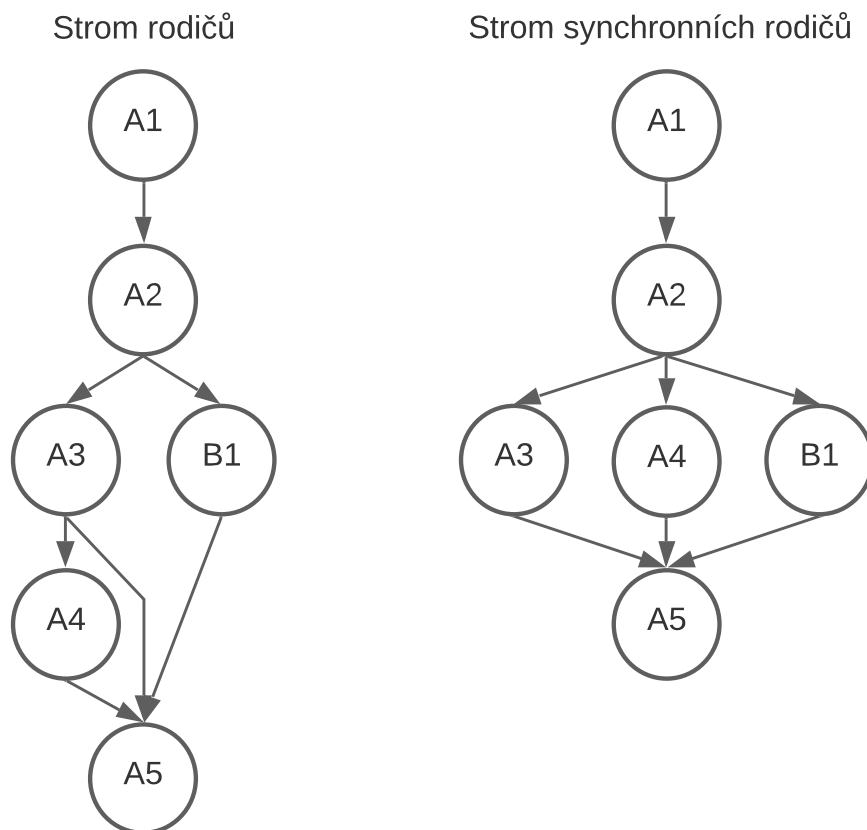 Strom rodičů
A1
A2
A3
B1
A4
A5
Strom synchronních rodičů
A1
A2
A3
A4
B1
A5